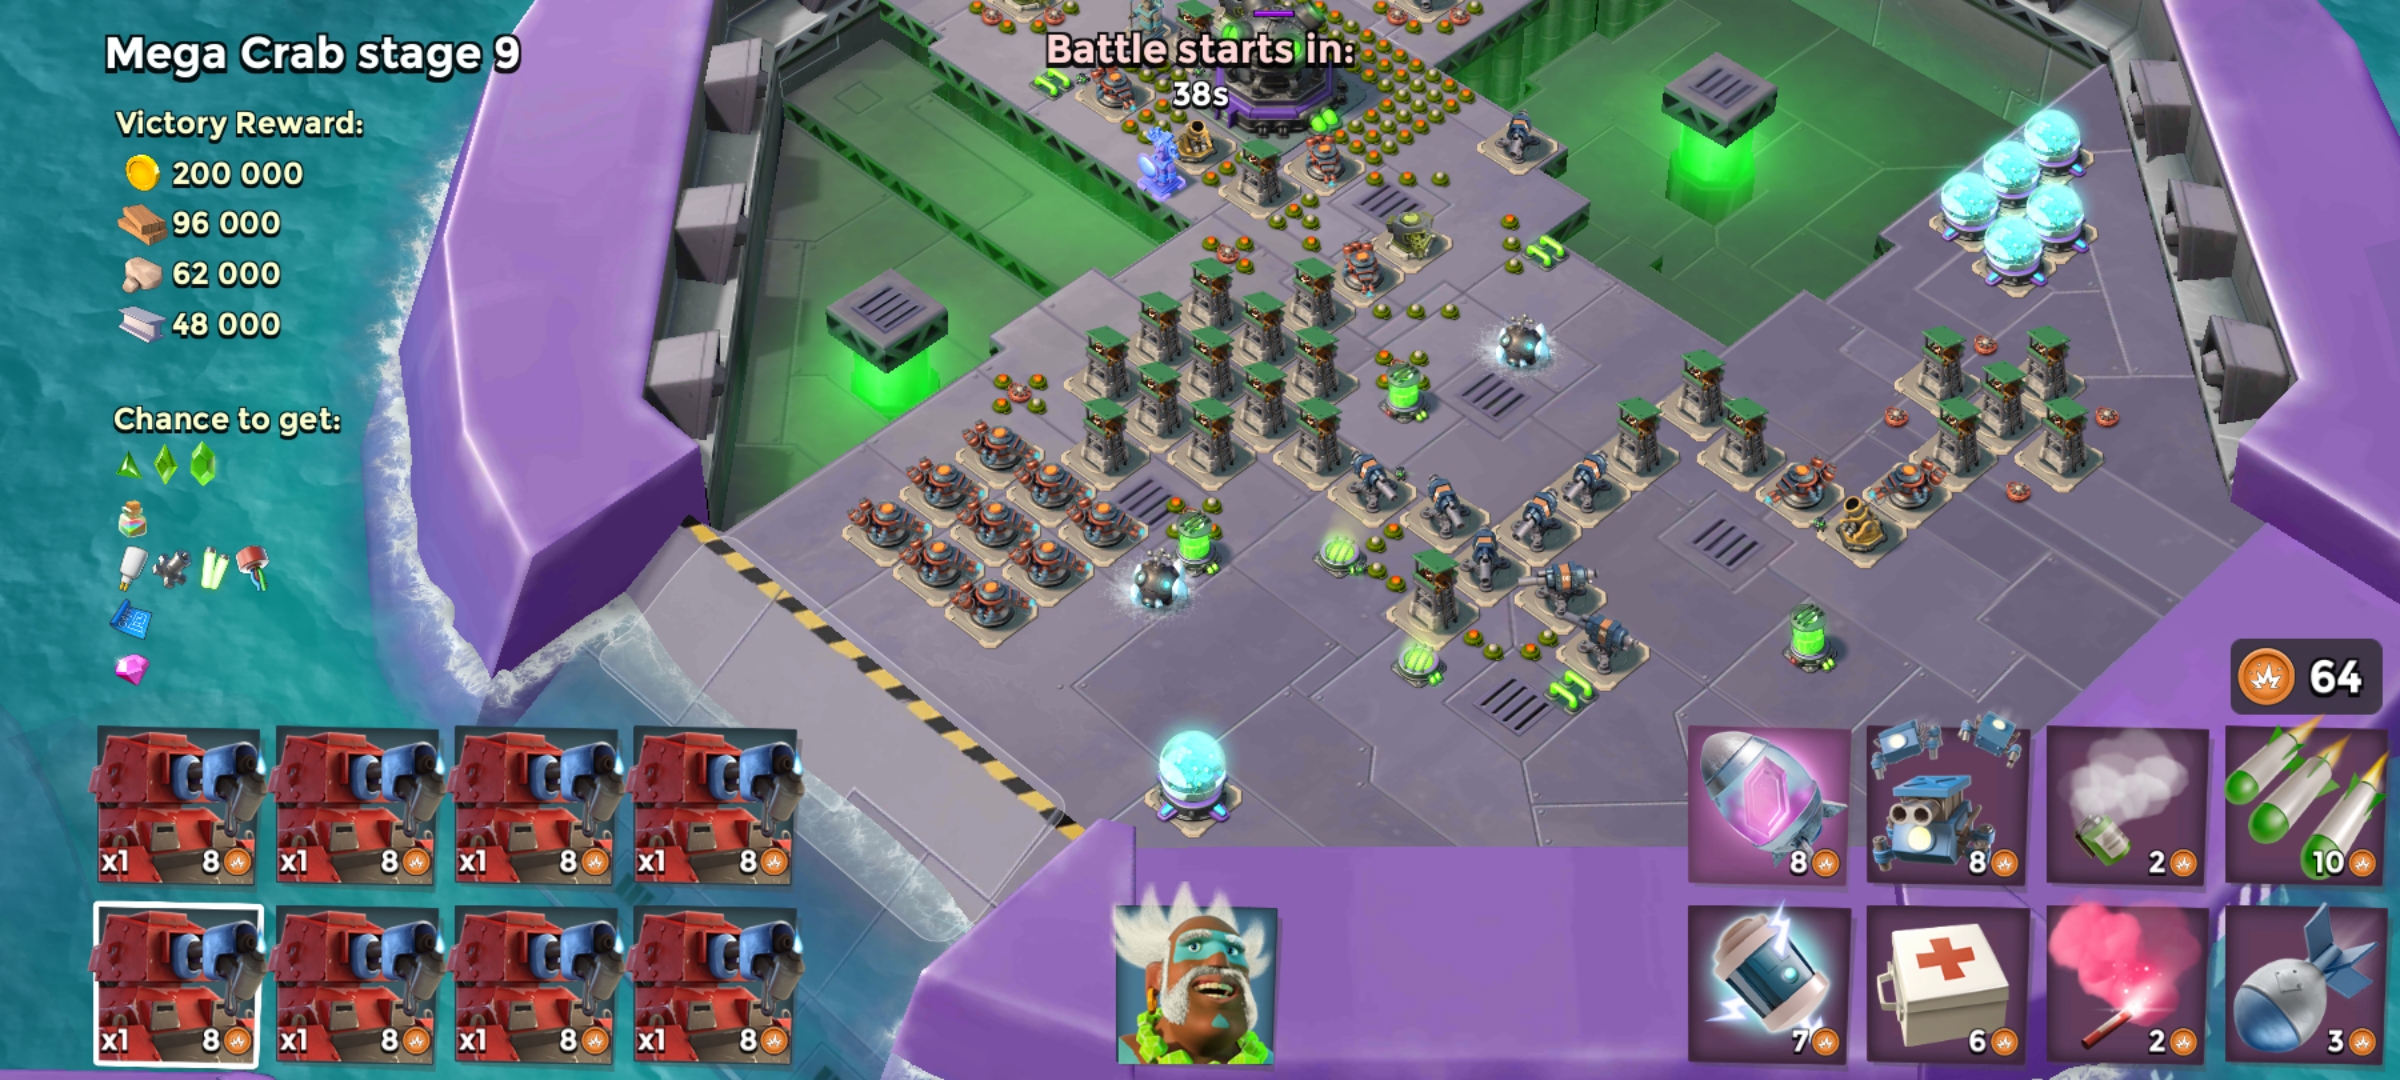 Mega Crab stage 9
Battle starts in:
38s
Victory Reward:
200 000
96 000
62 000
48 000
Chance to get:
64
x1 8
x1 8
x1 8
x1 8
8
8
2
10
x1 8
x1 8
x1 8
x1 8
7
6
2
3